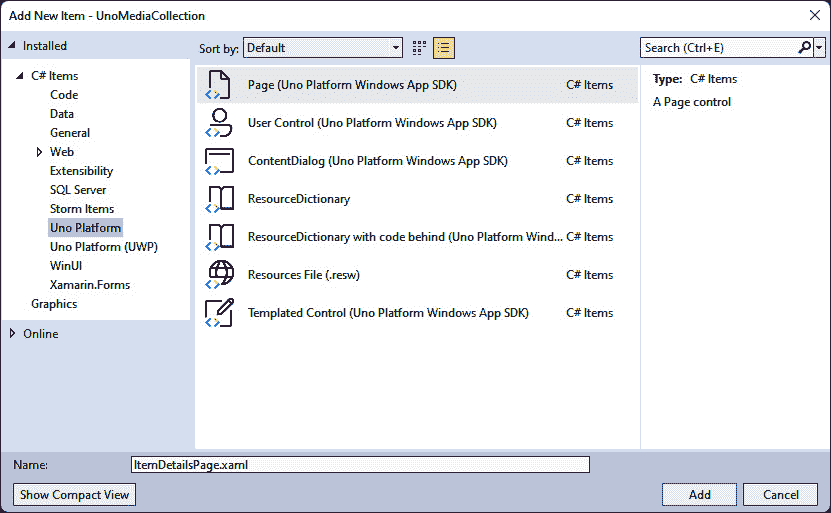 Add New Item - UnoMediaCollection
Installed
Sort by: Default
Search (Ctrl+E)
C# Items
Code
Data
General
Web
Extensibility
SQL Server
Storm Items
Uno Platform
Uno Platform (UWP)
WinUI
Xamarin.Forms
Graphics
Online
Page (Uno Platform Windows App SDK) C# Items
User Control (Uno Platform Windows App SDK) C# Items
ContentDialog (Uno Platform Windows App SDK) C# Items
ResourceDictionary C# Items
ResourceDictionary with code behind (Uno Platform Wind... C# Items
Resources File (.resw) C# Items
Templated Control (Uno Platform Windows App SDK) C# Items
Type: C# Items
A Page control
Name: ItemDetailsPage.xaml
Show Compact View
Add
Cancel